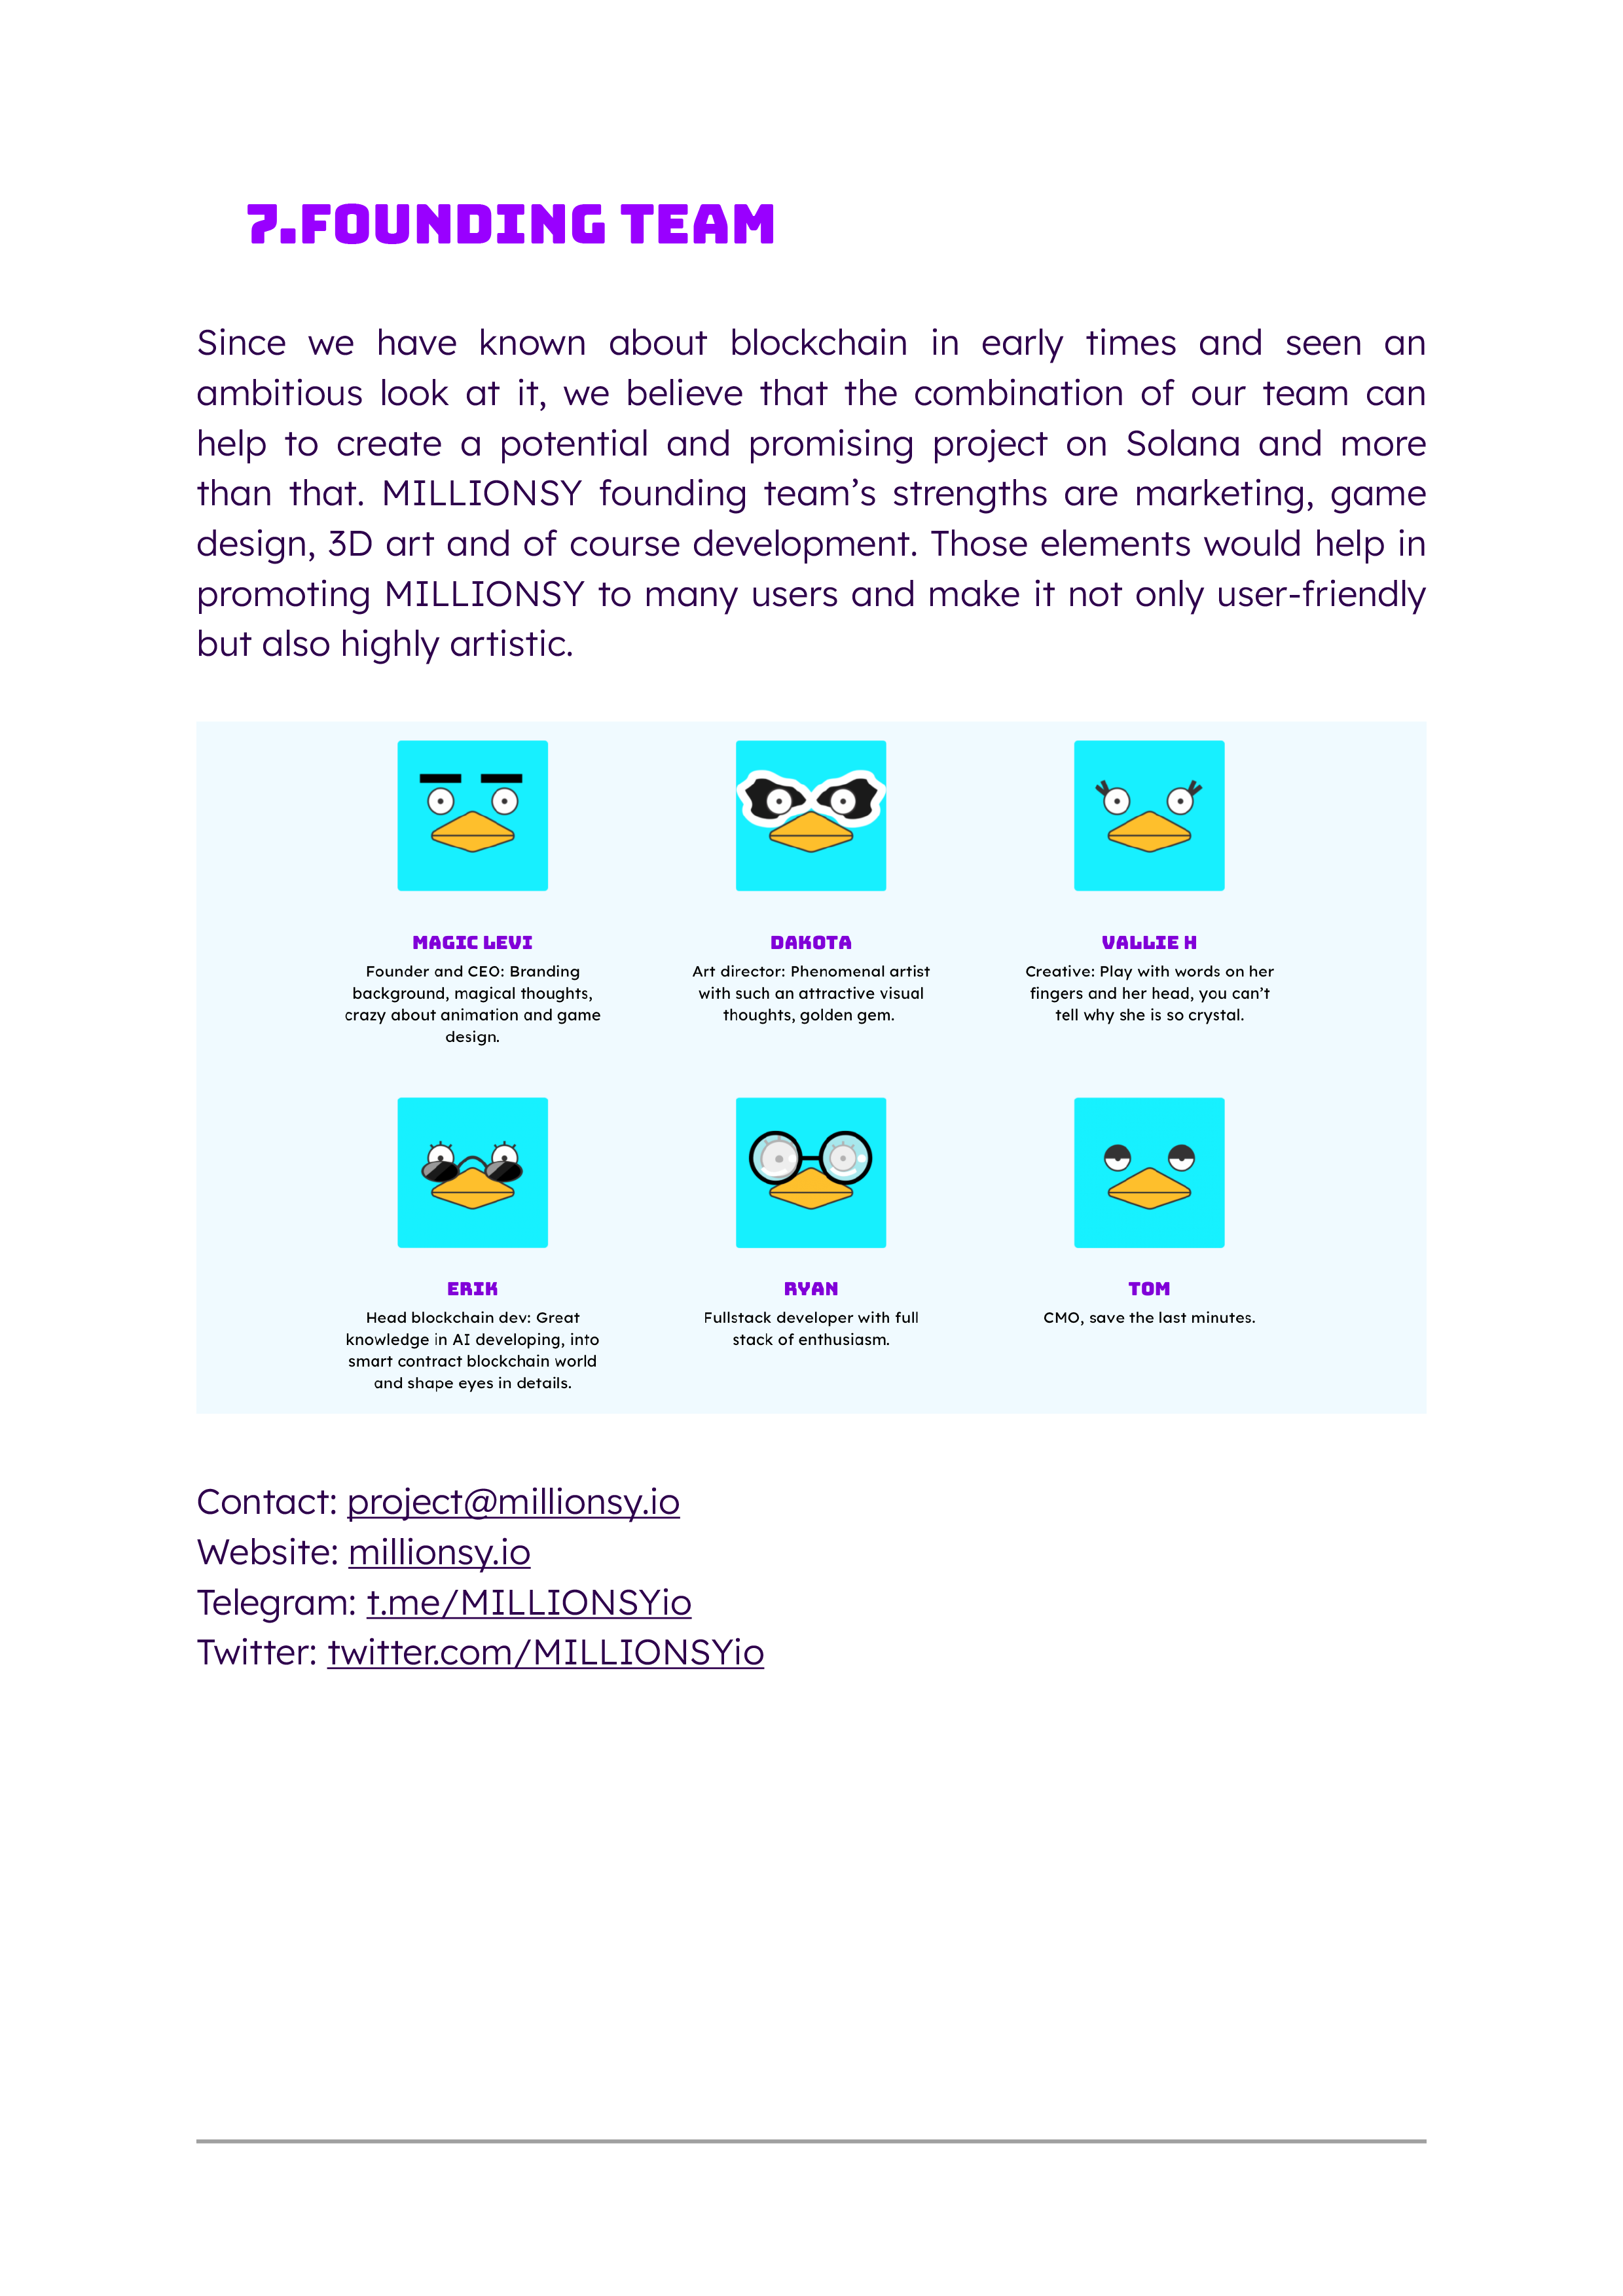 7.FOUNDING TEAM
Since we have known about blockchain in early times and seen an
ambitious look at it, we believe that the combination of our team can
help to create a potential and promising project on Solana and more
than that. MILLIONSY founding team’s strengths are marketing, game
design, 3D art and of course development. Those elements would help in
promoting MILLIONSY to many users and make it not only user-friendly
but also highly artistic.
MAGIC LEVI
Founder and CEO: Branding
background, magical thoughts,
crazy about animation and game
design.
DAKOTA
Art director: Phenomenal artist
with such an attractive visual
thoughts, golden gem.
VALLIE H
Creative: Play with words on her
fingers and her head, you can’t
tell why she is so crystal.
ERIK
Head blockchain dev: Great
knowledge in AI developing, into
smart contract blockchain world
and shape eyes in details.
RYAN
Fullstack developer with full
stack of enthusiasm.
TOM
CMO, save the last minutes.
Contact: project@millionsy.io
Website: millionsy.io
Telegram: t.me/MILLIONSYio
Twitter: twitter.com/MILLIONSYio